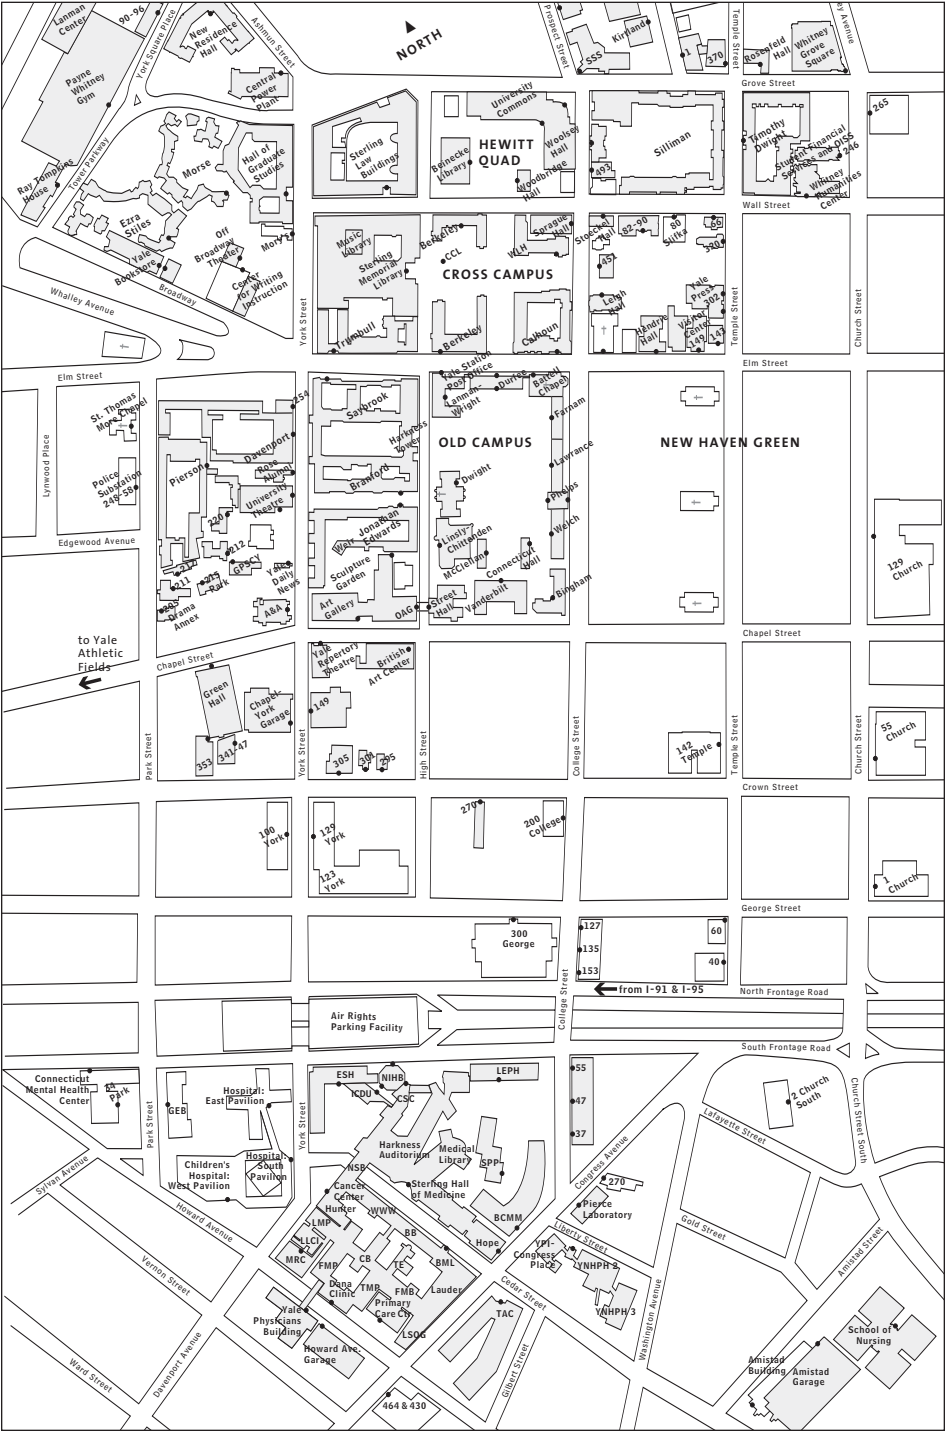 Lanman
Center
90-96
York Square Place
New
Residence
Hall
Ashmun Street
NORTH
Prospect Street
Kirtland
SSS
1
370
Temple Street
Rosenfeld
Hall
Whitney
Grove
Square
Payne
Whitney
Gym
Central
Power
Plant
Grove Street
Tower Parkway
Ray Tompkins
House
Morse
Hall of
Graduate
Studies
Sterling
Law
Buildings
University
Commons
HEWITT
QUAD
Beinecke
Library
Woolsey
Hall
Woodbridge
Hall
493
Silliman
Timothy
Dwight
Student Financial
Services and OISS
246
Whitney
Humanities
Center
265
Wall Street
Ezra
Stiles
Off
Broadway
Theater
Yale
Bookstore
Center
for Writing
Instruction
Broadway
Whalley Avenue
York Street
Music
Library
Sterling
Memorial
Library
Berkeley
CCL
WLH
Sprague
Hall
CROSS CAMPUS
Trumbull
Berkeley
Calhoun
Stoeckel
Hall
82-90
80
66
320
451
Leigh
Hall
Hendrie
Hall
Yale
Press
302
Visitor
Center
149
143
Temple Street
Church Street
Elm Street
Elm Street
Lynwood Place
St. Thomas
More Chapel
Police
Substation
248-58
Edgewood Avenue
254
Davenport
Pierson
Rose
Alumni
University
Theatre
220
212
GPSCY
Yale
Daily
News
217
211
215
Park
205
Drama
Annex
A&A
Saybrook
Harkness
Tower
Branford
Jonathan
Edwards
Weir
Sculpture
Garden
Art
Gallery
OAG
Street
Hall
Yale Station
Post Office
Lanman-
Wright
Durfee
Battell
Chapel
Farnam
OLD CAMPUS
Lawrance
Dwight
Phelps
Welch
Linsly-
Chittenden
McClellan
Connecticut
Hall
Vanderbilt
Bingham
NEW HAVEN GREEN
129
Church
Chapel Street
to Yale
Athletic
Fields
Chapel Street
Green
Hall
Chapel-
York
Garage
353
341-47
Park Street
York Street
Yale
Repertory
Theatre
British
Art Center
149
305
301
295
High Street
College Street
142
Temple
Temple Street
Church Street
55
Church
Crown Street
100
York
129
York
123
York
270
200
College
1
Church
George Street
300
George
127
135
153
60
40
from I-91 & I-95
North Frontage Road
College Street
Air Rights
Parking Facility
South Frontage Road
Connecticut
Mental Health
Center
34
Park
Park Street
GEB
Hospital:
East Pavilion
Children's
Hospital:
West Pavilion
Hospital:
South
Pavilion
York Street
ESH
NIHB
ICDU
CSC
LEPH
Harkness
Auditorium
Medical
Library
SPP
NSB
Sterling Hall
of Medicine
BCMM
Hope
55
47
37
Congress Avenue
270
Pierce
Laboratory
Liberty Street
YPI-
Congress
Place
YNHPH 2
YNHPH 3
Washington Avenue
Lafayette Street
Gold Street
2 Church
South
Church Street South
Amistad Street
Sylvan Avenue
Howard Avenue
Vernon Street
Ward Street
Davenport Avenue
Cancer
Center
Hunter
WWW
LMP
LLCI
MRC
FMP
CB
BB
TE
BML
Dana
Clinic
TMP
FMB
Lauder
Primary
Care Ctr
LSOG
Yale
Physicians
Building
Howard Ave.
Garage
464 & 430
Cedar Street
TAC
Gilbert Street
School of
Nursing
Amistad
Building
Amistad
Garage